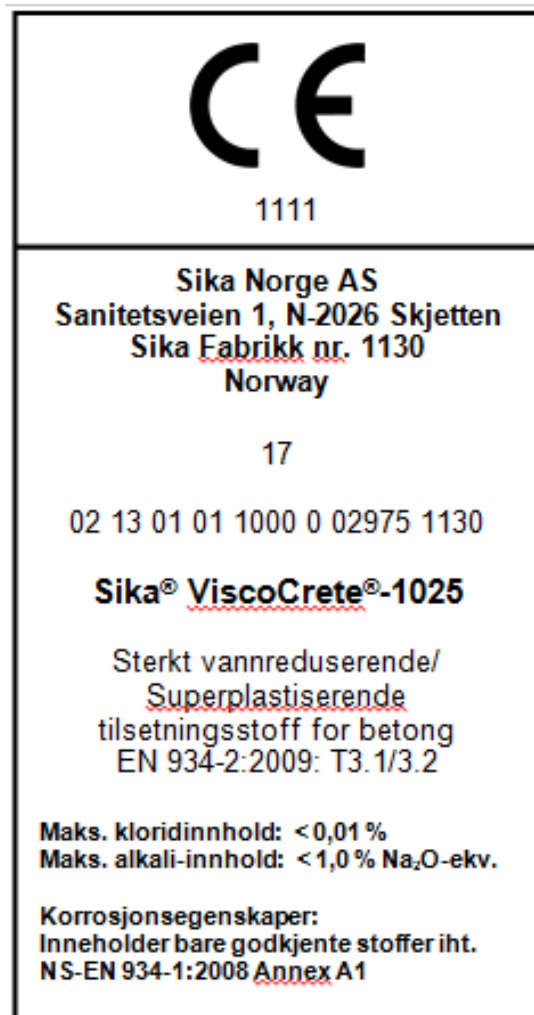 CE
1111
Sika Norge AS
Sanitetsveien 1, N-2026 Skjetten
Sika Fabrikk nr. 1130
Norway
17
02 13 01 01 1000 0 02975 1130
Sika® ViscoCrete®-1025
Sterkt vannreduserende/
Superplastiserende
tilsetningsstoff for betong
EN 934-2:2009: T3.1/3.2
Maks. kloridinnhold: < 0,01 %
Maks. alkali-innhold: < 1,0 % Na₂O-ekv.
Korrosjonsegenskaper:
Inneholder bare godkjente stoffer iht.
NS-EN 934-1:2008 Annex A1